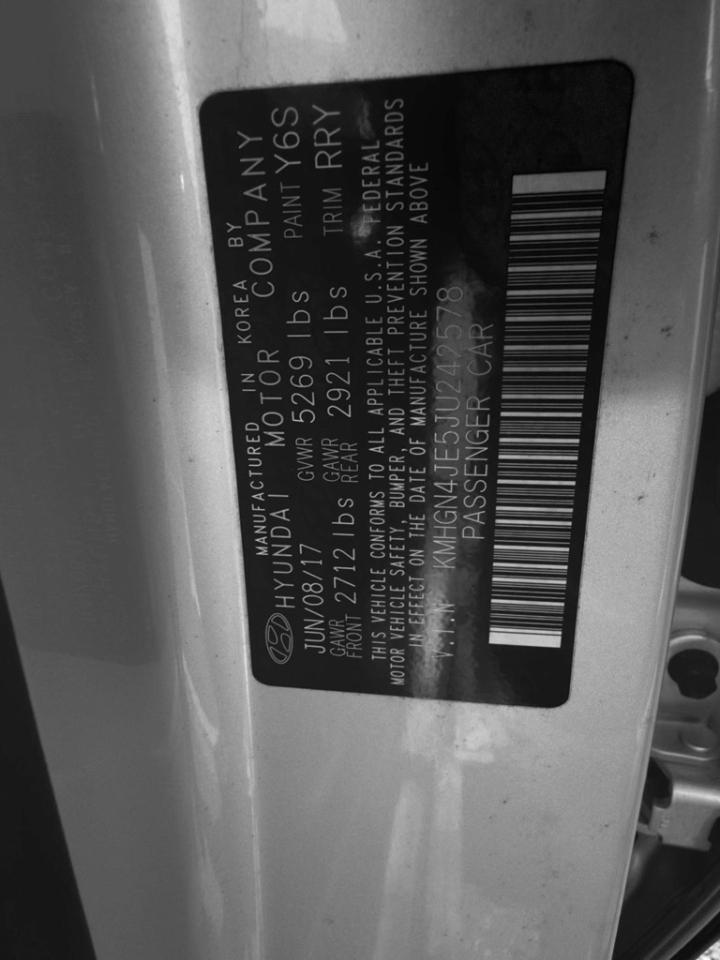 MANUFACTURED IN KOREA BY
HYUNDAI MOTOR COMPANY
JUN/08/17 GVWR 5269 lbs PAINT Y6S
GAWR FRONT 2712 lbs GAWR REAR 2921 lbs TRIM RRY
THIS VEHICLE CONFORMS TO ALL APPLICABLE U.S.A. FEDERAL
MOTOR VEHICLE SAFETY, BUMPER, AND THEFT PREVENTION STANDARDS
IN EFFECT ON THE DATE OF MANUFACTURE SHOWN ABOVE
V.I.N KMHGN4JE5JU242578
PASSENGER CAR